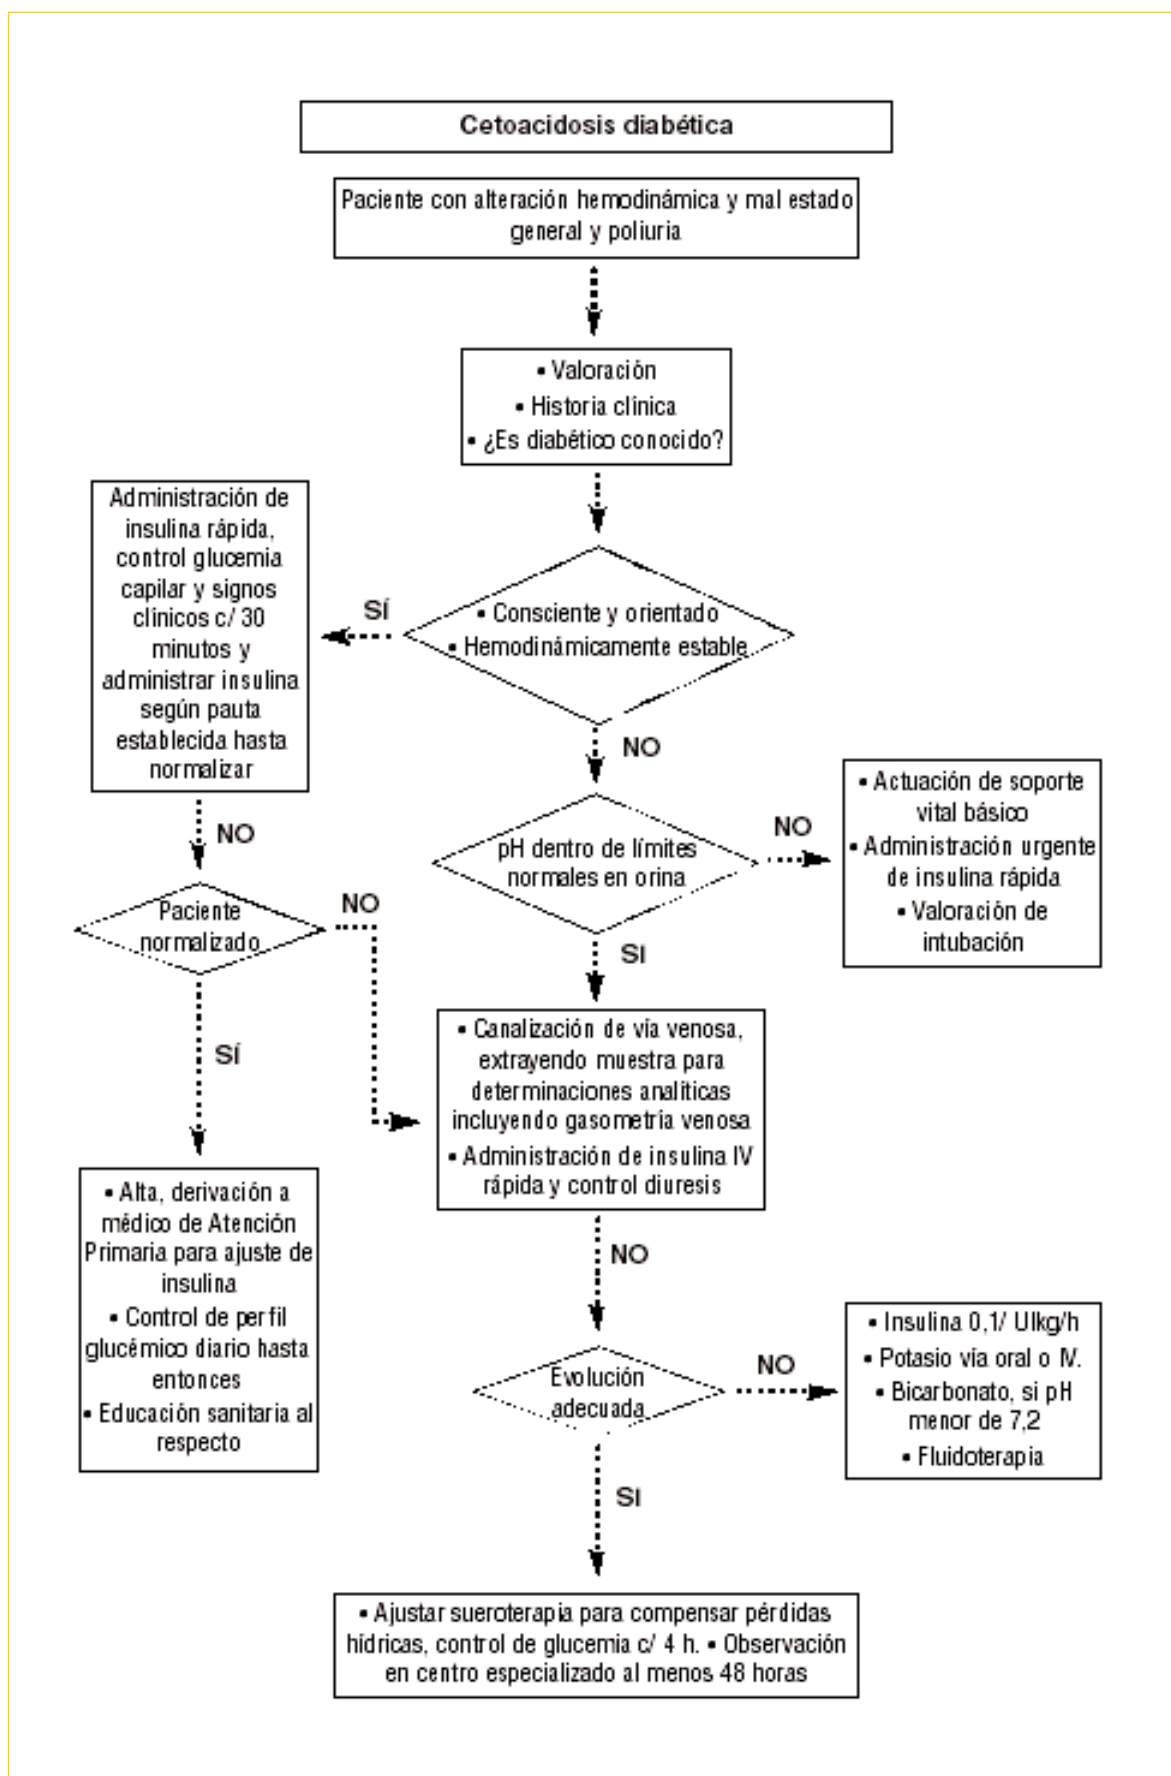 Cetoacidosis diabética
Paciente con alteración hemodinámica y mal estado
general y poliuria
▪ Valoración
▪ Historia clínica
▪ ¿Es diabético conocido?
Administración de
insulina rápida,
control glucemia
capilar y signos
clínicos c/ 30
minutos y
administrar insulina
según pauta
establecida hasta
normalizar
SÍ
▪ Consciente y orientado
▪ Hemodinámicamente estable
NO
NO
pH dentro de límites
normales en orina
NO
▪ Actuación de soporte
vital básico
▪ Administración urgente
de insulina rápida
▪ Valoración de
intubación
Paciente
normalizado
NO
SI
SÍ
▪ Canalización de vía venosa,
extrayendo muestra para
determinaciones analíticas
incluyendo gasometría venosa
▪ Administración de insulina IV
rápida y control diuresis
▪ Alta, derivación a
médico de Atención
Primaria para ajuste de
insulina
▪ Control de perfil
glucémico diario hasta
entonces
▪ Educación sanitaria al
respecto
NO
Evolución
adecuada
NO
▪ Insulina 0,1/ UIkg/h
▪ Potasio vía oral o IV.
▪ Bicarbonato, si pH
menor de 7,2
▪ Fluidoterapia
SI
▪ Ajustar sueroterapia para compensar pérdidas
hídricas, control de glucemia c/ 4 h. ▪ Observación
en centro especializado al menos 48 horas